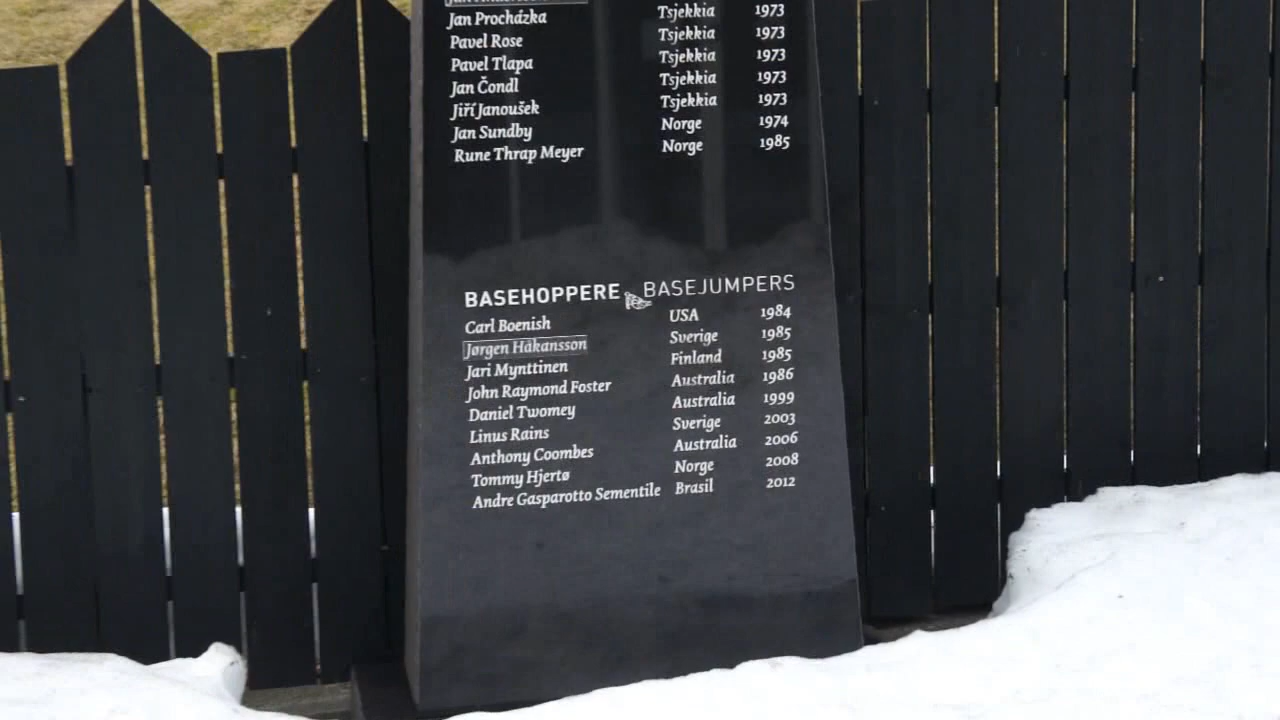 Jan Procházka Tsjekkia 1973
Pavel Rose Tsjekkia 1973
Pavel Tlapa Tsjekkia 1973
Jan Čondl Tsjekkia 1973
Jiří Janoušek Tsjekkia 1973
Jan Sundby Norge 1974
Rune Thrap Meyer Norge 1985
BASEHOPPERE BASEJUMPERS
Carl Boenish USA 1984
Jørgen Håkansson Sverige 1985
Jari Mynttinen Finland 1985
John Raymond Foster Australia 1986
Daniel Twomey Australia 1999
Linus Rains Sverige 2003
Anthony Coombes Australia 2006
Tommy Hjertø Norge 2008
Andre Gasparotto Sementile Brasil 2012